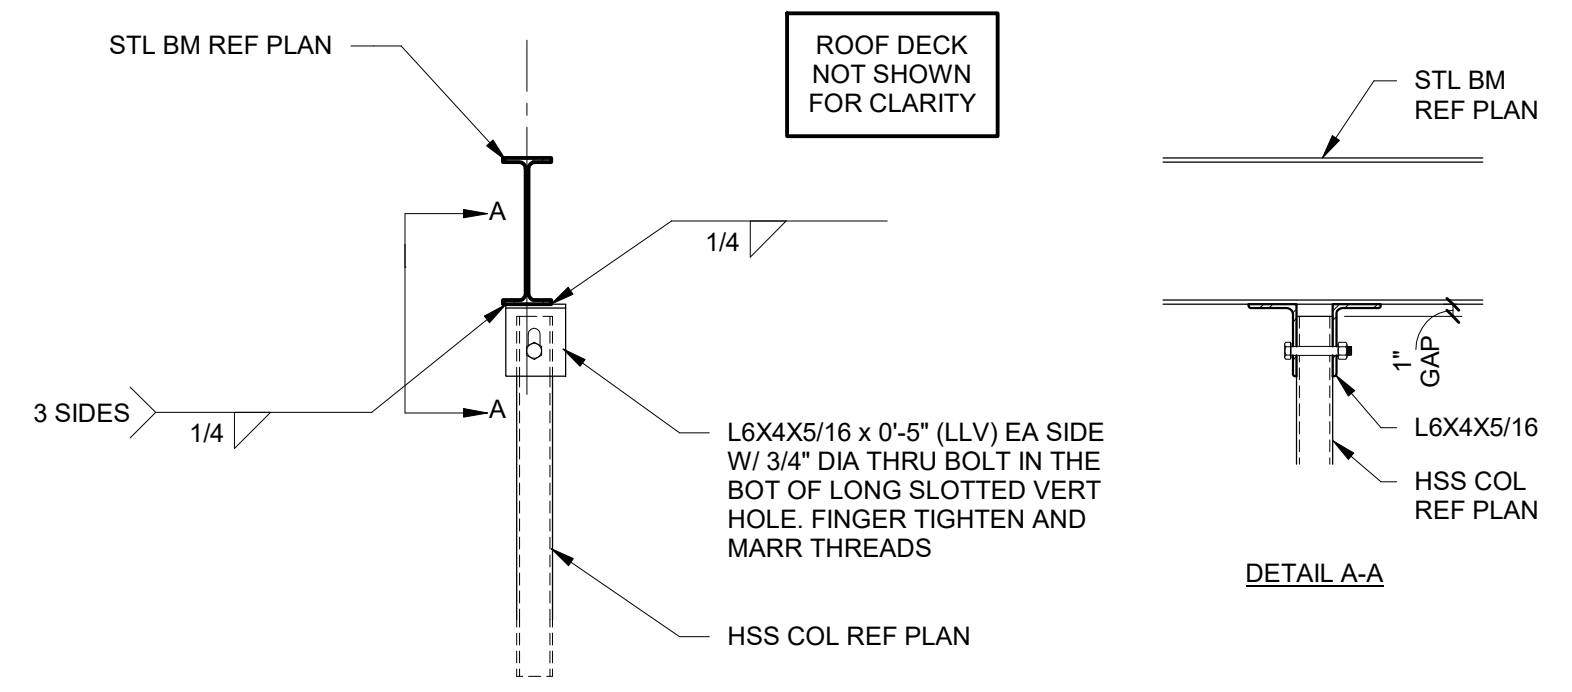 STL BM REF PLAN
ROOF DECK
NOT SHOWN
FOR CLARITY
STL BM
REF PLAN
A
1/4
3 SIDES
1/4
A
L6X4X5/16 x 0'-5" (LLV) EA SIDE
W/ 3/4" DIA THRU BOLT IN THE
BOT OF LONG SLOTTED VERT
HOLE. FINGER TIGHTEN AND
MARR THREADS
HSS COL REF PLAN
1"
GAP
L6X4X5/16
HSS COL
REF PLAN
DETAIL A-A